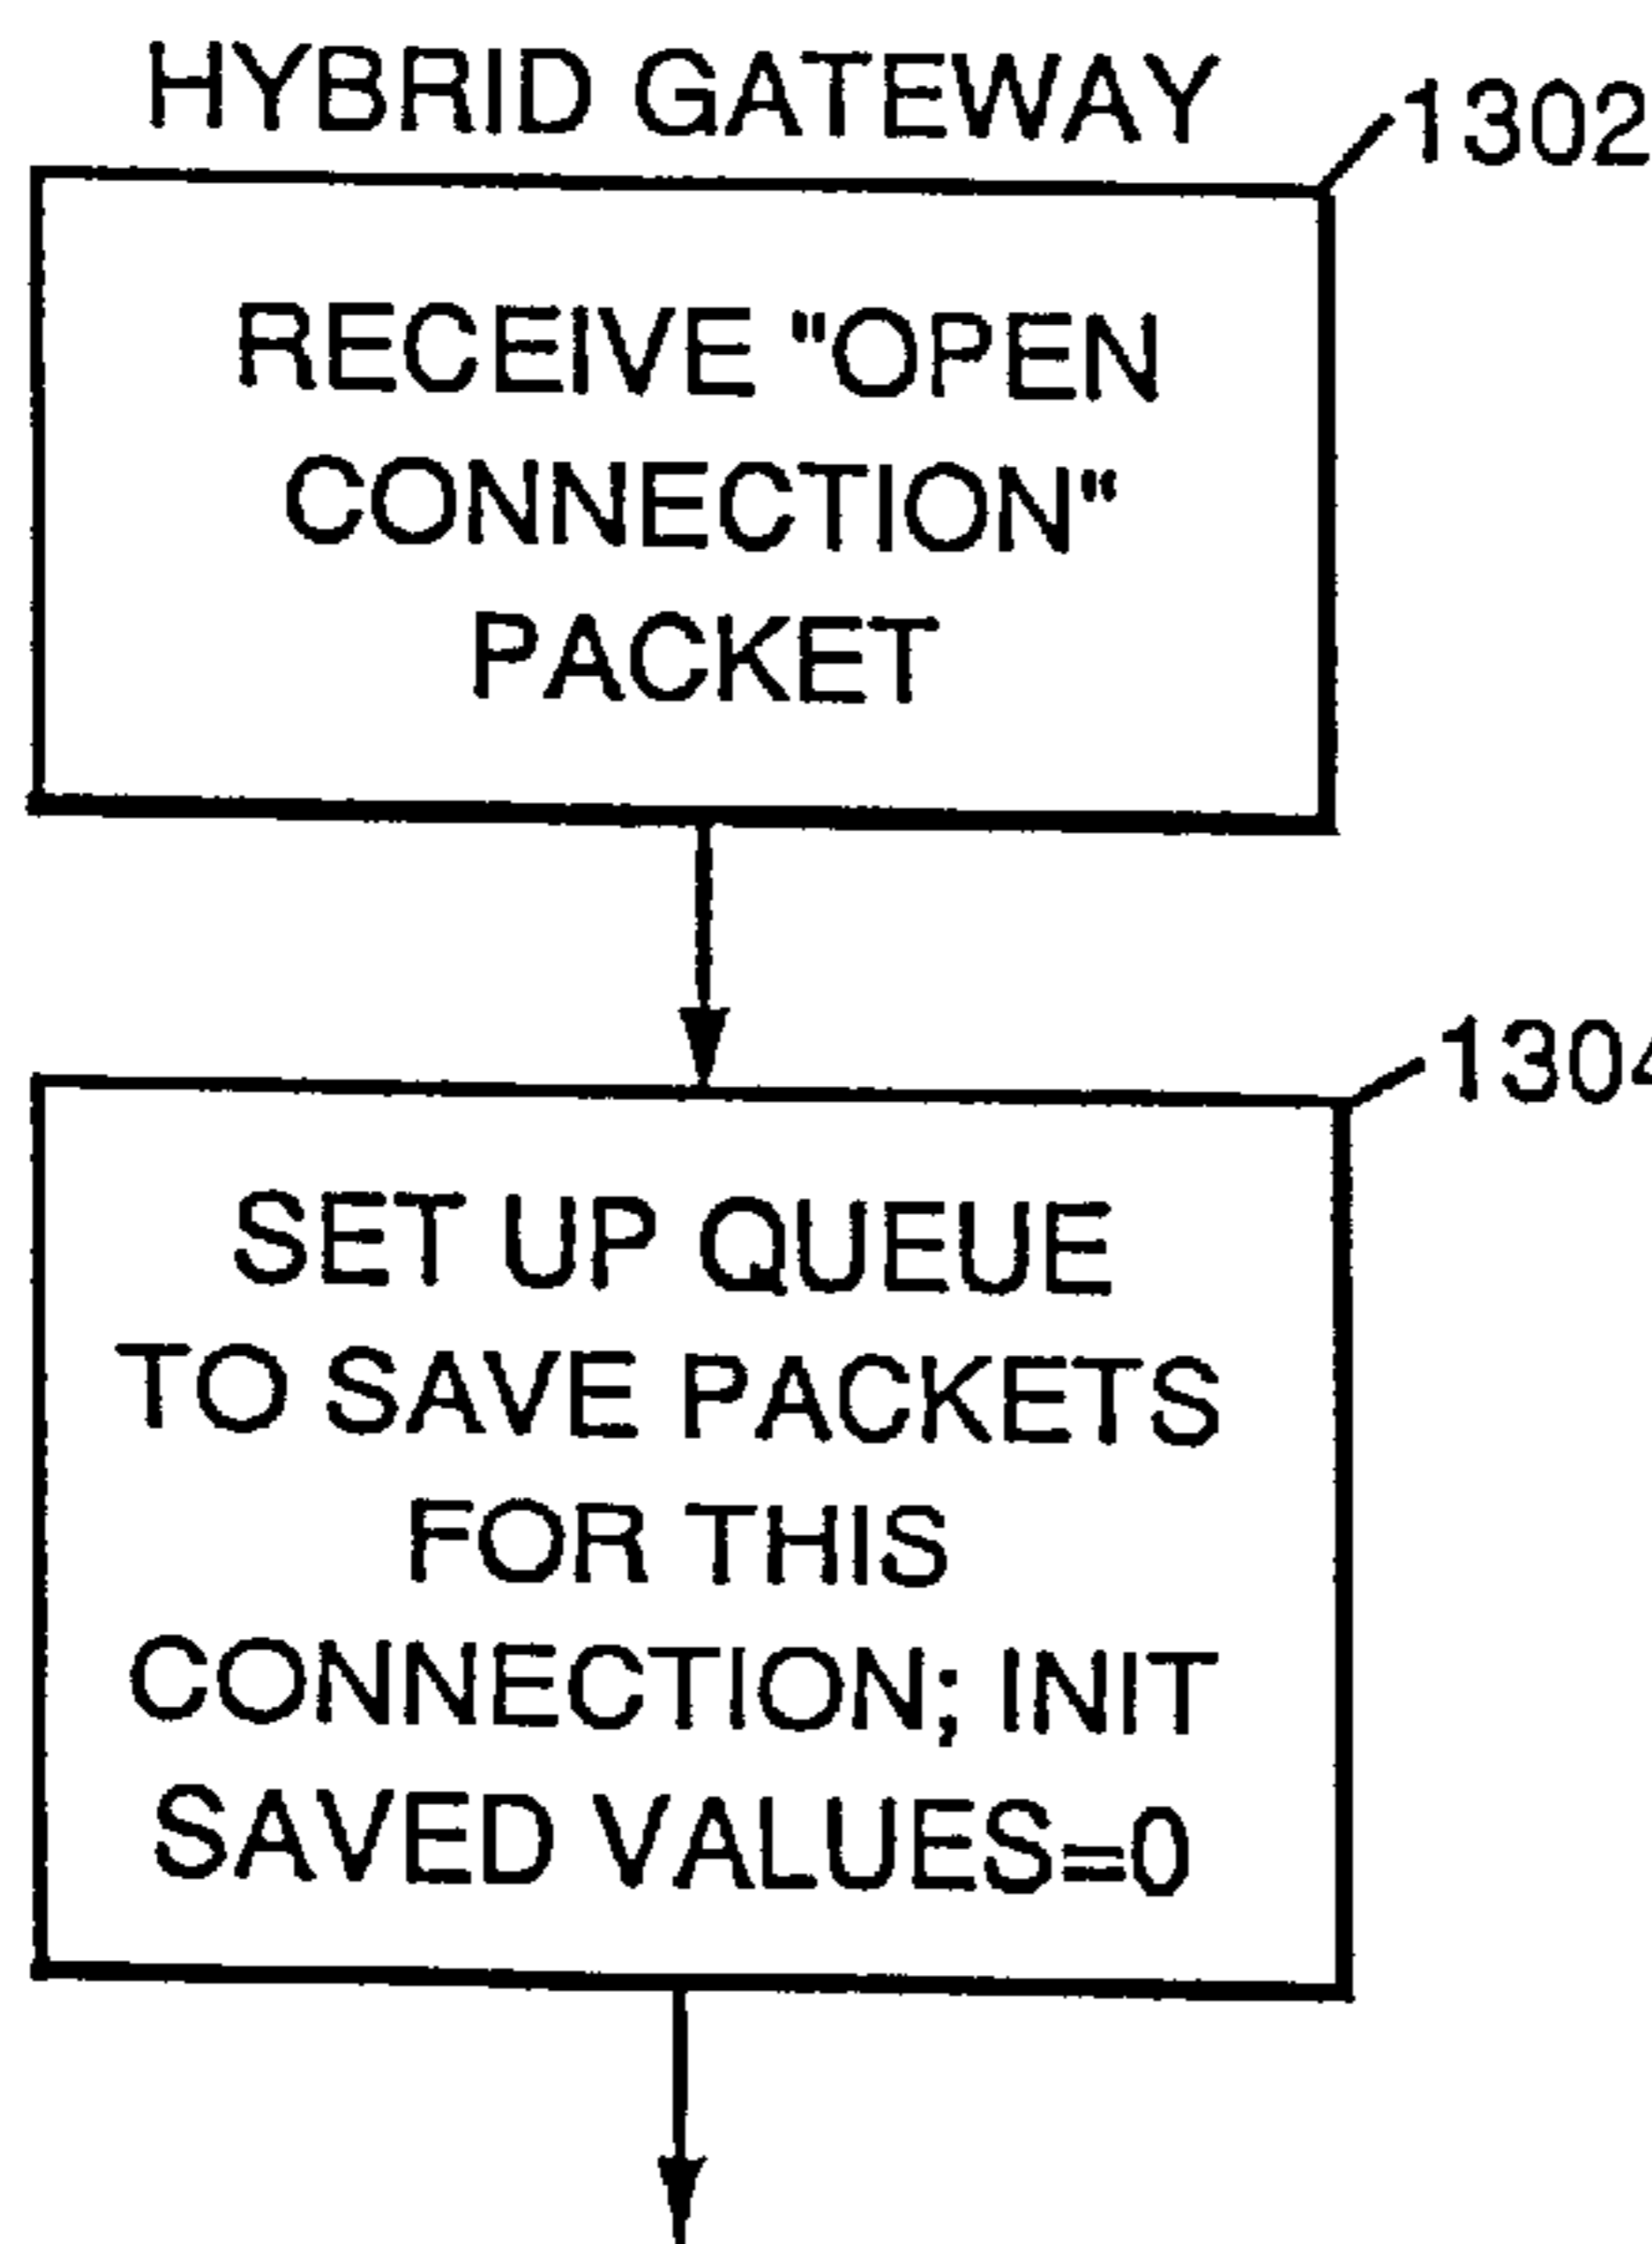 HYBRID GATEWAY
1302
RECEIVE "OPEN
CONNECTION"
PACKET
1304
SET UP QUEUE
TO SAVE PACKETS
FOR THIS
CONNECTION; INIT
SAVED VALUES=0